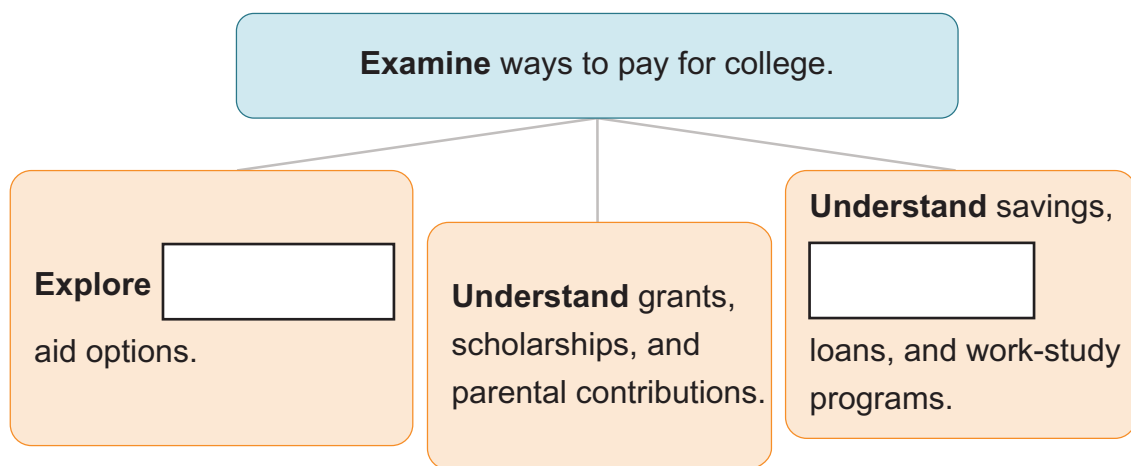 Examine ways to pay for college.
Explore
aid options.
Understand grants,
scholarships, and
parental contributions.
Understand savings,
loans, and work-study
programs.